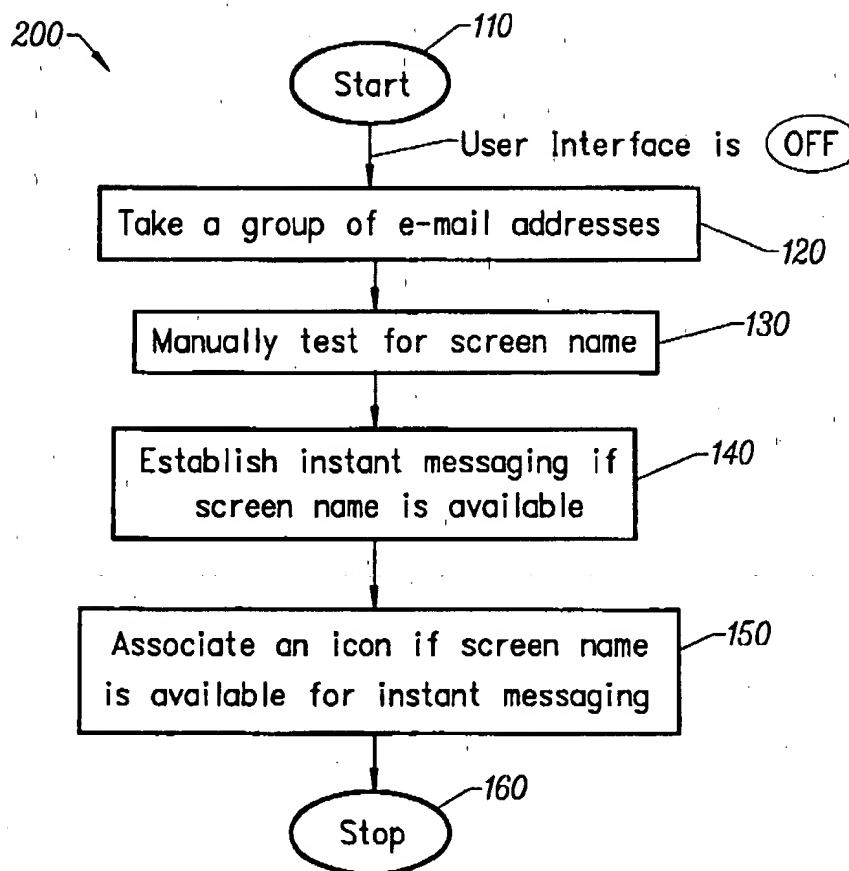 200
110
Start
User Interface is OFF
Take a group of e-mail addresses
120
Manually test for screen name
130
Establish instant messaging if
screen name is available
140
Associate an icon if screen name
is available for instant messaging
150
160
Stop